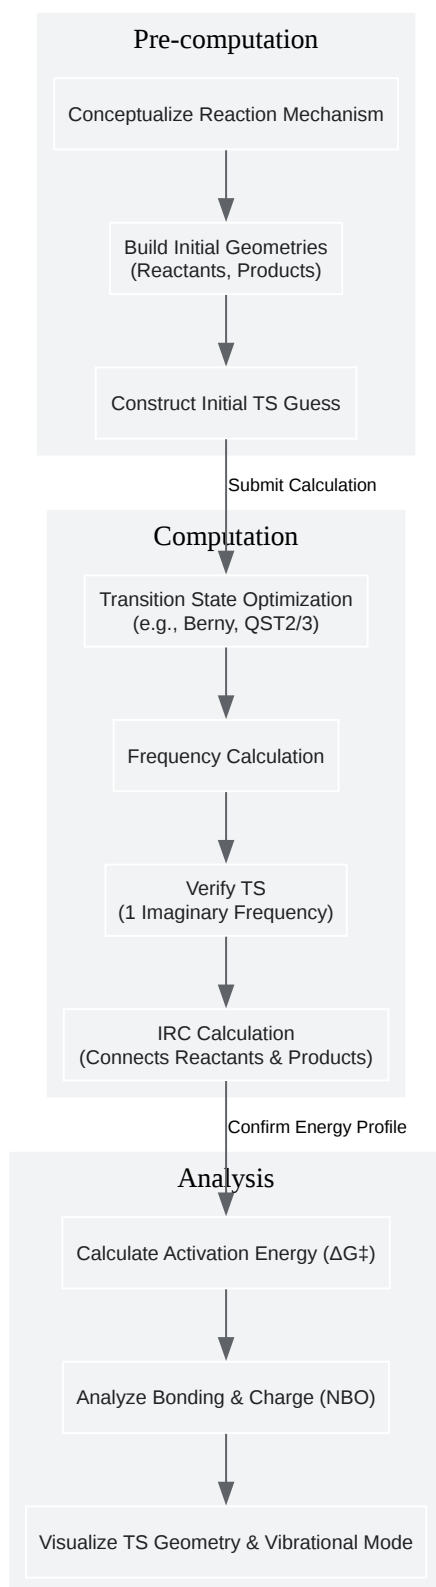 Pre-computation
Conceptualize Reaction Mechanism
Build Initial Geometries
(Reactants, Products)
Construct Initial TS Guess
Submit Calculation
Computation
Transition State Optimization
(e.g., Berny, QST2/3)
Frequency Calculation
Verify TS
(1 Imaginary Frequency)
IRC Calculation
(Connects Reactants & Products)
Confirm Energy Profile
Analysis
Calculate Activation Energy (ΔG‡)
Analyze Bonding & Charge (NBO)
Visualize TS Geometry & Vibrational Mode